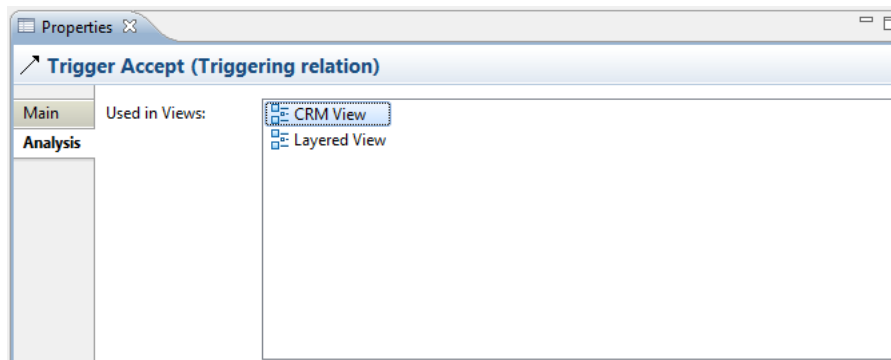 Properties
Trigger Accept (Triggering relation)
Main
Used in Views:
CRM View
Analysis
Layered View